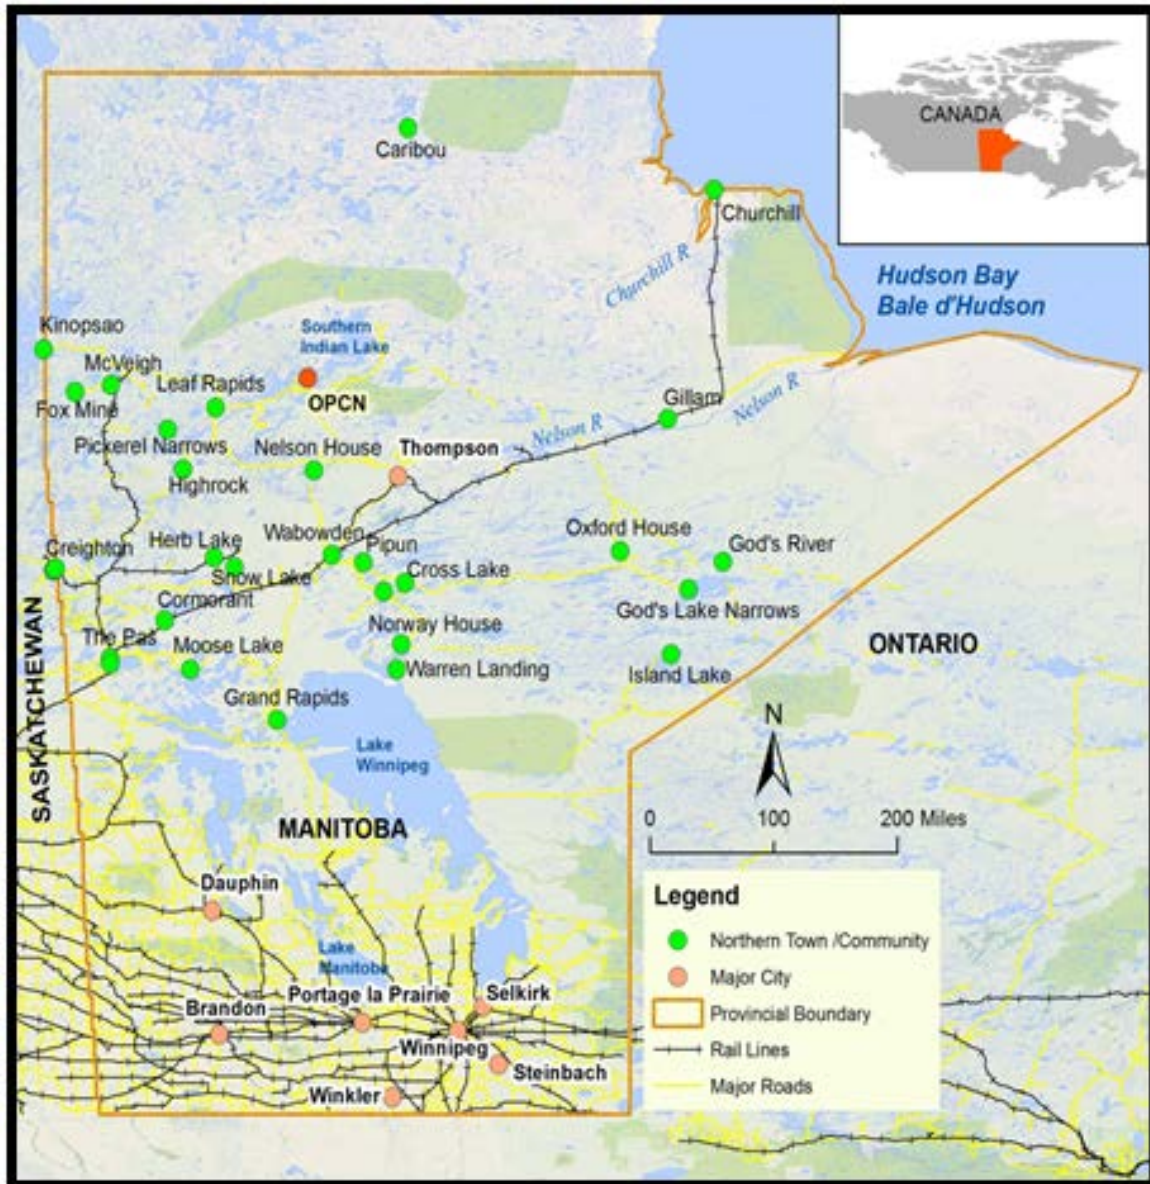 CANADA
Caribou
Churchill
Churchill R
Hudson Bay
Bale d'Hudson
Kinopsao
Southern
Indian Lake
McVeigh
Leaf Rapids
Fox Mine
OPCN
Gillam
Nelson R
Nelson R
Pickerel Narrows
Nelson House
Thompson
Highrock
Oxford House
God's River
Wabowden
Herb Lake
Pipun
Creighton
Snow Lake
Cross Lake
Cormorant
God's Lake Narrows
SASKATCHEWAN
Norway House
The Pas
Moose Lake
ONTARIO
Warren Landing
Island Lake
Grand Rapids
N
Lake
Winnipeg
0 100 200 Miles
MANITOBA
Dauphin
Legend
Northern Town /Community
Lake
Manitoba
Major City
Portage la Prairie
Selkirk
Brandon
Provincial Boundary
Winnipeg
Rail Lines
Steinbach
Major Roads
Winkler